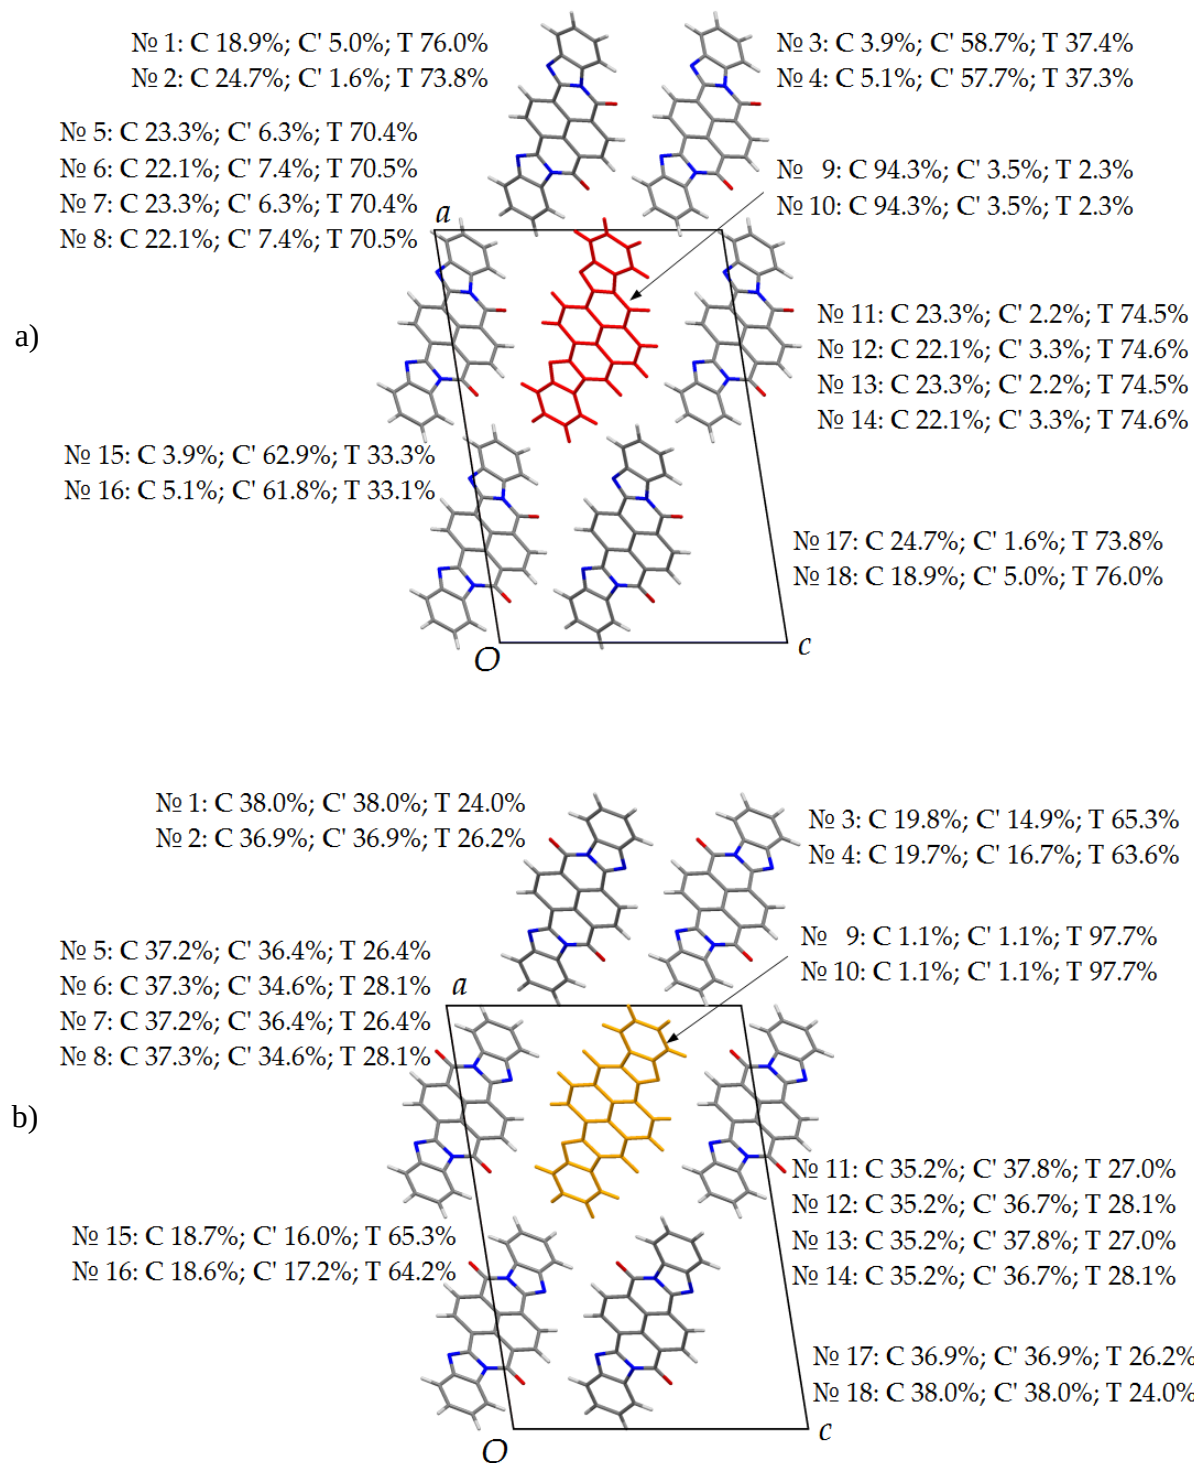 № 1: C 18.9%; C' 5.0%; T 76.0%
№ 2: C 24.7%; C' 1.6%; T 73.8%
№ 3: C 3.9%; C' 58.7%; T 37.4%
№ 4: C 5.1%; C' 57.7%; T 37.3%
№ 5: C 23.3%; C' 6.3%; T 70.4%
№ 6: C 22.1%; C' 7.4%; T 70.5%
№ 7: C 23.3%; C' 6.3%; T 70.4%
№ 8: C 22.1%; C' 7.4%; T 70.5%
№ 9: C 94.3%; C' 3.5%; T 2.3%
№ 10: C 94.3%; C' 3.5%; T 2.3%
a
a)
№ 11: C 23.3%; C' 2.2%; T 74.5%
№ 12: C 22.1%; C' 3.3%; T 74.6%
№ 13: C 23.3%; C' 2.2%; T 74.5%
№ 14: C 22.1%; C' 3.3%; T 74.6%
№ 15: C 3.9%; C' 62.9%; T 33.3%
№ 16: C 5.1%; C' 61.8%; T 33.1%
№ 17: C 24.7%; C' 1.6%; T 73.8%
№ 18: C 18.9%; C' 5.0%; T 76.0%
O
c
№ 1: C 38.0%; C' 38.0%; T 24.0%
№ 2: C 36.9%; C' 36.9%; T 26.2%
№ 3: C 19.8%; C' 14.9%; T 65.3%
№ 4: C 19.7%; C' 16.7%; T 63.6%
№ 5: C 37.2%; C' 36.4%; T 26.4%
№ 6: C 37.3%; C' 34.6%; T 28.1%
№ 7: C 37.2%; C' 36.4%; T 26.4%
№ 8: C 37.3%; C' 34.6%; T 28.1%
№ 9: C 1.1%; C' 1.1%; T 97.7%
№ 10: C 1.1%; C' 1.1%; T 97.7%
a
b)
№ 11: C 35.2%; C' 37.8%; T 27.0%
№ 12: C 35.2%; C' 36.7%; T 28.1%
№ 13: C 35.2%; C' 37.8%; T 27.0%
№ 14: C 35.2%; C' 36.7%; T 28.1%
№ 15: C 18.7%; C' 16.0%; T 65.3%
№ 16: C 18.6%; C' 17.2%; T 64.2%
№ 17: C 36.9%; C' 36.9%; T 26.2%
№ 18: C 38.0%; C' 38.0%; T 24.0%
O
c